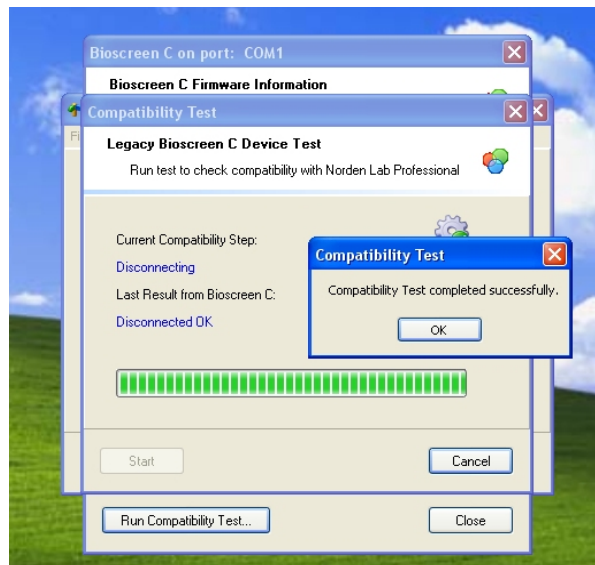 Bioscreen C on port: COM1
Bioscreen C Firmware Information
Compatibility Test
Fi
Legacy Bioscreen C Device Test
Run test to check compatibility with Norden Lab Professional
Current Compatibility Step:
Disconnecting
Last Result from Bioscreen C:
Disconnected OK
Compatibility Test
Compatibility Test completed successfully.
OK
Start
Cancel
Run Compatibility Test...
Close